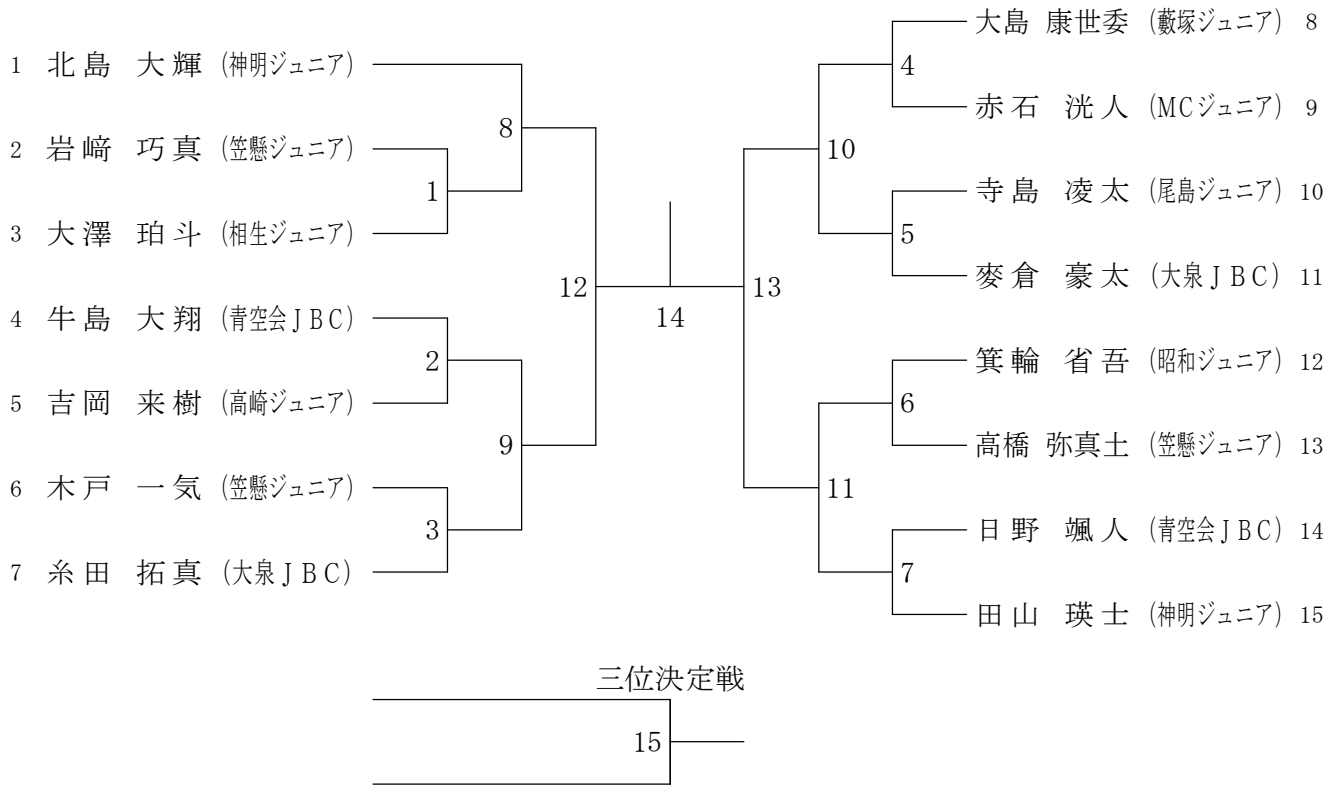 1 北島 大輝 (神明ジュニア)
2 岩﨑 巧真 (笠懸ジュニア)
3 大澤 珀斗 (相生ジュニア)
4 牛島 大翔 (青空会ＪＢＣ)
5 吉岡 来樹 (高崎ジュニア)
6 木戸 一気 (笠懸ジュニア)
7 糸田 拓真 (大泉ＪＢＣ)
8
1
12
2
9
3
14
13
10
4
5
11
6
7
大島 康世委 (藪塚ジュニア) 8
赤石 洸人 (MCジュニア) 9
寺島 凌太 (尾島ジュニア) 10
麥倉 豪太 (大泉ＪＢＣ) 11
箕輪 省吾 (昭和ジュニア) 12
高橋 弥真土 (笠懸ジュニア) 13
日野 颯人 (青空会ＪＢＣ) 14
田山 瑛士 (神明ジュニア) 15
三位決定戦
15